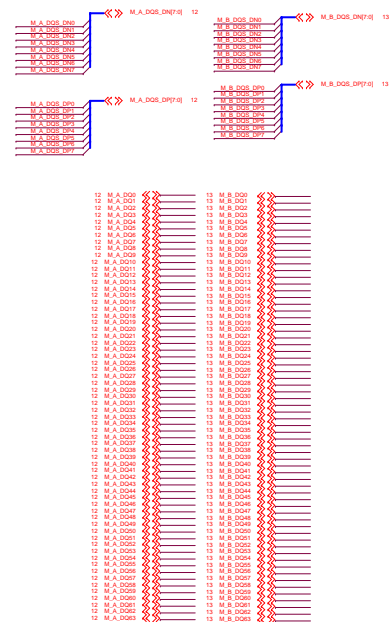 M_A_DQS_DN[7:0] 12
M_A_DQS_DN0
M_A_DQS_DN1
M_A_DQS_DN2
M_A_DQS_DN3
M_A_DQS_DN4
M_A_DQS_DN5
M_A_DQS_DN6
M_A_DQS_DN7
M_B_DQS_DN[7:0] 13
M_B_DQS_DN0
M_B_DQS_DN1
M_B_DQS_DN2
M_B_DQS_DN3
M_B_DQS_DN4
M_B_DQS_DN5
M_B_DQS_DN6
M_B_DQS_DN7
M_A_DQS_DP[7:0] 12
M_A_DQS_DP0
M_A_DQS_DP1
M_A_DQS_DP2
M_A_DQS_DP3
M_A_DQS_DP4
M_A_DQS_DP5
M_A_DQS_DP6
M_A_DQS_DP7
M_B_DQS_DP[7:0] 13
M_B_DQS_DP0
M_B_DQS_DP1
M_B_DQS_DP2
M_B_DQS_DP3
M_B_DQS_DP4
M_B_DQS_DP5
M_B_DQS_DP6
M_B_DQS_DP7
12 M_A_DQ0 13 M_B_DQ0
12 M_A_DQ1 13 M_B_DQ1
12 M_A_DQ2 13 M_B_DQ2
12 M_A_DQ3 13 M_B_DQ3
12 M_A_DQ4 13 M_B_DQ4
12 M_A_DQ5 13 M_B_DQ5
12 M_A_DQ6 13 M_B_DQ6
12 M_A_DQ7 13 M_B_DQ7
12 M_A_DQ8 13 M_B_DQ8
12 M_A_DQ9 13 M_B_DQ9
12 M_A_DQ10 13 M_B_DQ10
12 M_A_DQ11 13 M_B_DQ11
12 M_A_DQ12 13 M_B_DQ12
12 M_A_DQ13 13 M_B_DQ13
12 M_A_DQ14 13 M_B_DQ14
12 M_A_DQ15 13 M_B_DQ15
12 M_A_DQ16 13 M_B_DQ16
12 M_A_DQ17 13 M_B_DQ17
12 M_A_DQ18 13 M_B_DQ18
12 M_A_DQ19 13 M_B_DQ19
12 M_A_DQ20 13 M_B_DQ20
12 M_A_DQ21 13 M_B_DQ21
12 M_A_DQ22 13 M_B_DQ22
12 M_A_DQ23 13 M_B_DQ23
12 M_A_DQ24 13 M_B_DQ24
12 M_A_DQ25 13 M_B_DQ25
12 M_A_DQ26 13 M_B_DQ26
12 M_A_DQ27 13 M_B_DQ27
12 M_A_DQ28 13 M_B_DQ28
12 M_A_DQ29 13 M_B_DQ29
12 M_A_DQ30 13 M_B_DQ30
12 M_A_DQ31 13 M_B_DQ31
12 M_A_DQ32 13 M_B_DQ32
12 M_A_DQ33 13 M_B_DQ33
12 M_A_DQ34 13 M_B_DQ34
12 M_A_DQ35 13 M_B_DQ35
12 M_A_DQ36 13 M_B_DQ36
12 M_A_DQ37 13 M_B_DQ37
12 M_A_DQ38 13 M_B_DQ38
12 M_A_DQ39 13 M_B_DQ39
12 M_A_DQ40 13 M_B_DQ40
12 M_A_DQ41 13 M_B_DQ41
12 M_A_DQ42 13 M_B_DQ42
12 M_A_DQ43 13 M_B_DQ43
12 M_A_DQ44 13 M_B_DQ44
12 M_A_DQ45 13 M_B_DQ45
12 M_A_DQ46 13 M_B_DQ46
12 M_A_DQ47 13 M_B_DQ47
12 M_A_DQ48 13 M_B_DQ48
12 M_A_DQ49 13 M_B_DQ49
12 M_A_DQ50 13 M_B_DQ50
12 M_A_DQ51 13 M_B_DQ51
12 M_A_DQ52 13 M_B_DQ52
12 M_A_DQ53 13 M_B_DQ53
12 M_A_DQ54 13 M_B_DQ54
12 M_A_DQ55 13 M_B_DQ55
12 M_A_DQ56 13 M_B_DQ56
12 M_A_DQ57 13 M_B_DQ57
12 M_A_DQ58 13 M_B_DQ58
12 M_A_DQ59 13 M_B_DQ59
12 M_A_DQ60 13 M_B_DQ60
12 M_A_DQ61 13 M_B_DQ61
12 M_A_DQ62 13 M_B_DQ62
12 M_A_DQ63 13 M_B_DQ63